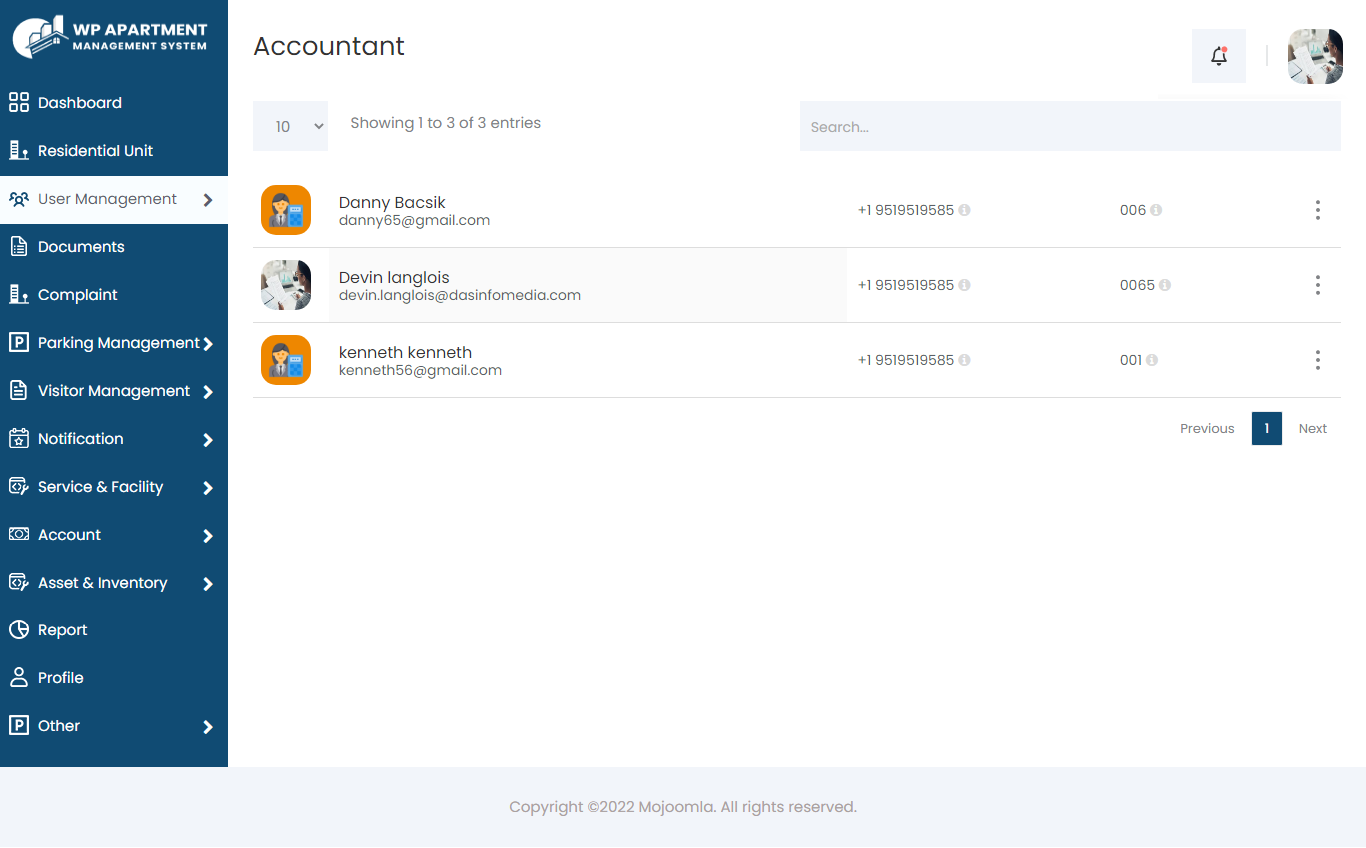 WP APARTMENT
MANAGEMENT SYSTEM
Dashboard
Residential Unit
User Management
Documents
Complaint
Parking Management
Visitor Management
Notification
Service & Facility
Account
Asset & Inventory
Report
Profile
Other
Accountant
10
Showing 1 to 3 of 3 entries
Search...
Danny Bacsik
danny65@gmail.com
+1 9519519585
006
Devin langlois
devin.langlois@dasinfomedia.com
+1 9519519585
0065
kenneth kenneth
kenneth56@gmail.com
+1 9519519585
001
Previous 1 Next
Copyright ©2022 Mojoomla. All rights reserved.